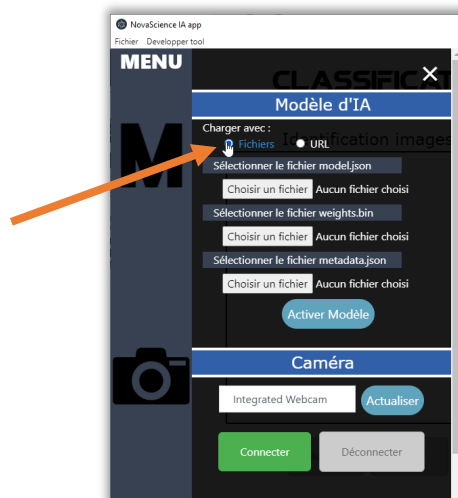 NovaScience IA app
Fichier Developper tool
MENU
CLASSIFICAT
×
Modèle d'IA
Charger avec :
Identification images
Fichiers URL
M
Sélectionner le fichier model.json
Choisir un fichier Aucun fichier choisi
Sélectionner le fichier weights.bin
Choisir un fichier Aucun fichier choisi
Sélectionner le fichier metadata.json
Choisir un fichier Aucun fichier choisi
Activer Modèle
Caméra
Integrated Webcam Actualiser
Connecter Déconnecter